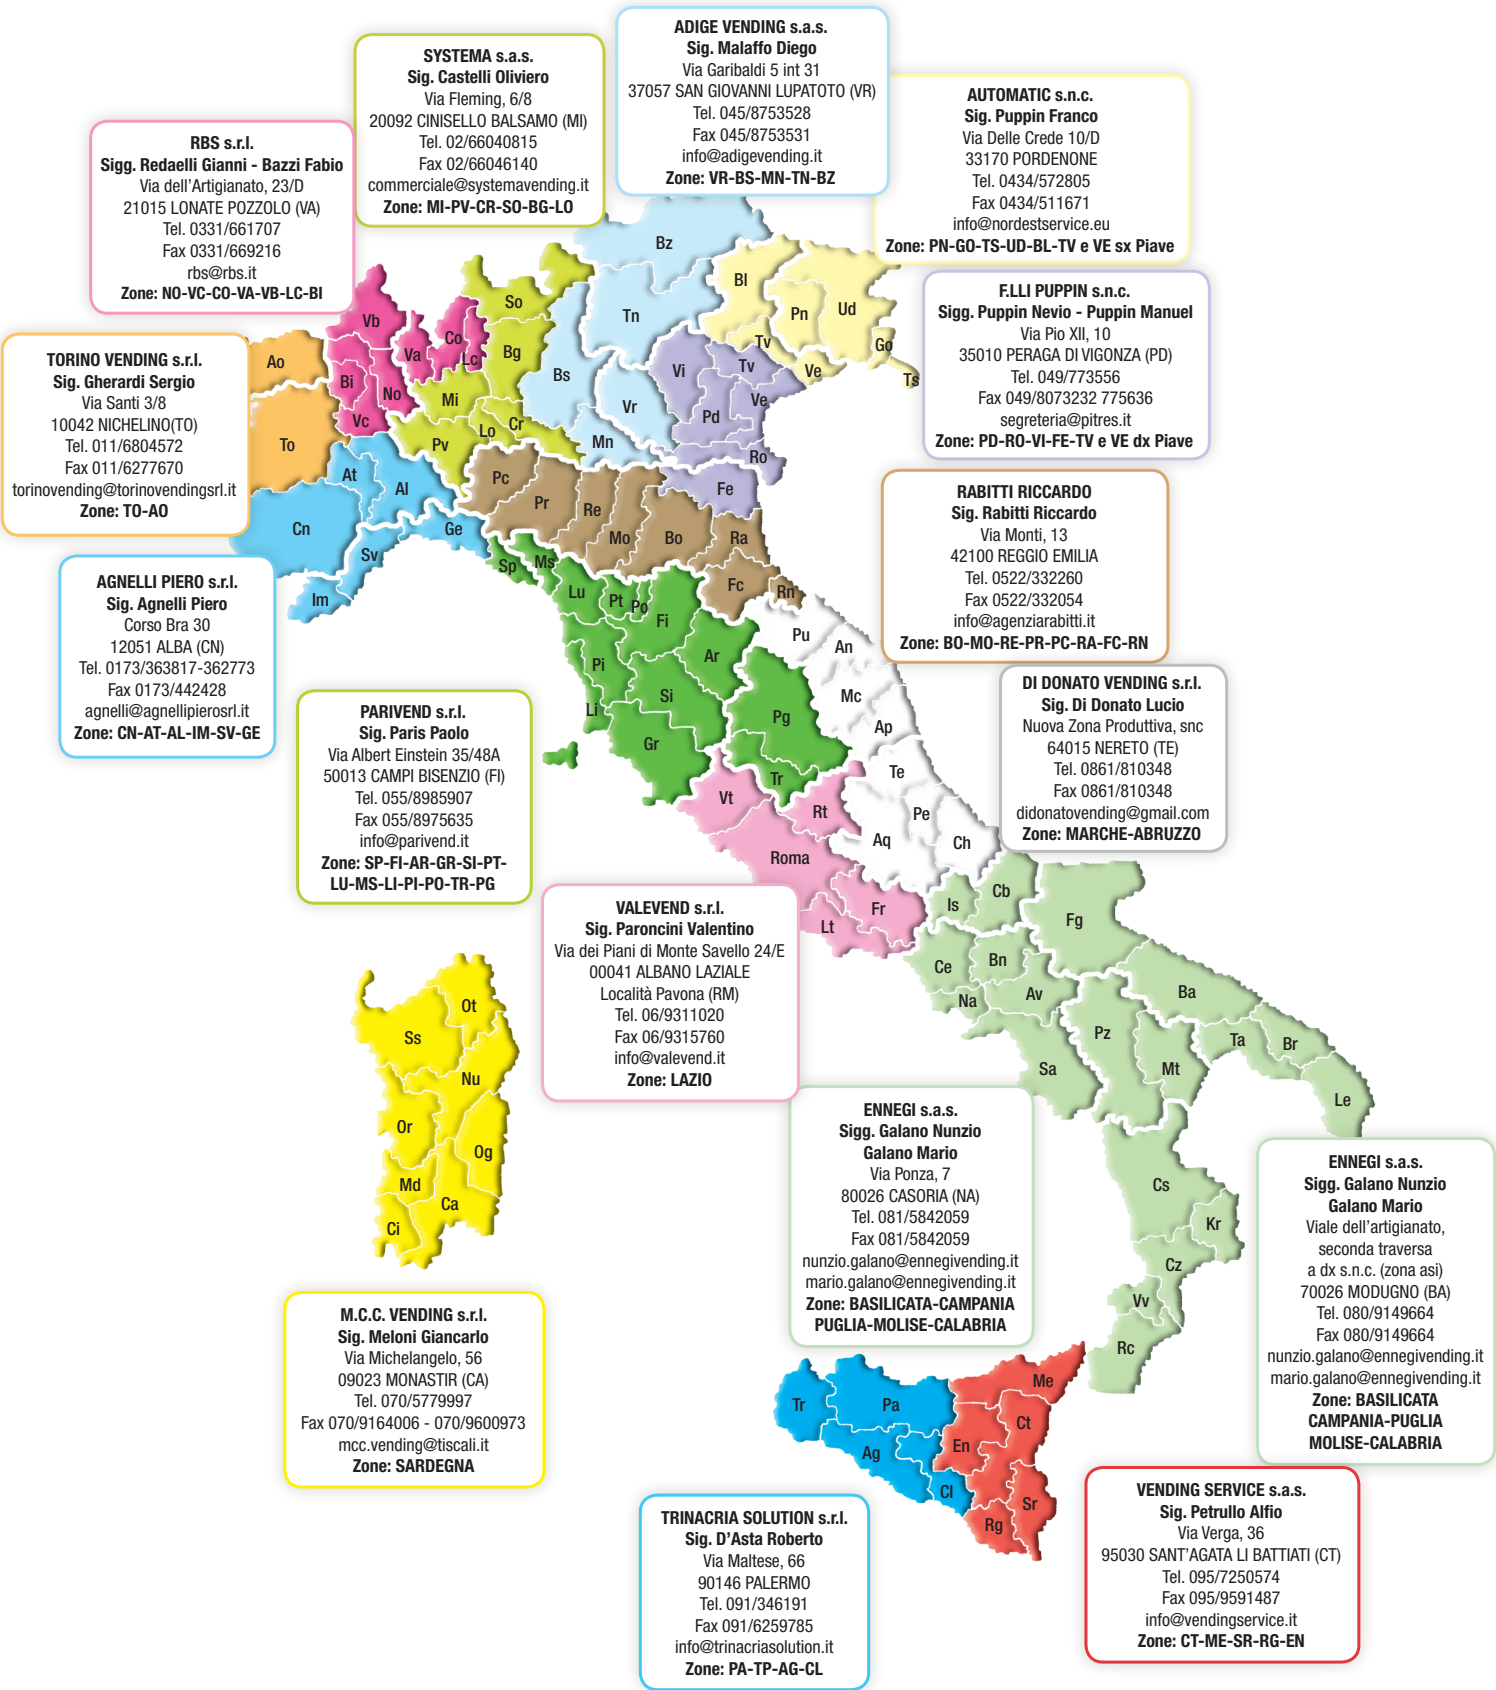 ADIGE VENDING s.a.s.
Sig. Malaffo Diego
Via Garibaldi 5 int 31
37057 SAN GIOVANNI LUPATOTO (VR)
Tel. 045/8753528
Fax 045/8753531
info@adigevending.it
Zone: VR-BS-MN-TN-BZ
SYSTEMA s.a.s.
Sig. Castelli Oliviero
Via Fleming, 6/8
20092 CINISELLO BALSAMO (MI)
Tel. 02/66040815
Fax 02/66046140
commerciale@systemavending.it
Zone: MI-PV-CR-SO-BG-LO
AUTOMATIC s.n.c.
Sig. Puppin Franco
Via Delle Crede 10/D
33170 PORDENONE
Tel. 0434/572805
Fax 0434/511671
info@nordestservice.eu
Zone: PN-GO-TS-UD-BL-TV e VE sx Piave
RBS s.r.l.
Sigg. Redaelli Gianni - Bazzi Fabio
Via dell'Artigianato, 23/D
21015 LONATE POZZOLO (VA)
Tel. 0331/661707
Fax 0331/669216
rbs@rbs.it
Zone: NO-VC-CO-VA-VB-LC-BI
F.LLI PUPPIN s.n.c.
Sigg. Puppin Nevio - Puppin Manuel
Via Pio XII, 10
35010 PERAGA DI VIGONZA (PD)
Tel. 049/773556
Fax 049/8073232 775636
segreteria@pitres.it
Zone: PD-RO-VI-FE-TV e VE dx Piave
TORINO VENDING s.r.l.
Sig. Gherardi Sergio
Via Santi 3/8
10042 NICHELINO(TO)
Tel. 011/6804572
Fax 011/6277670
torinovending@torinovendingsrl.it
Zone: TO-AO
RABITTI RICCARDO
Sig. Rabitti Riccardo
Via Monti, 13
42100 REGGIO EMILIA
Tel. 0522/332260
Fax 0522/332054
info@agenziarabitti.it
Zone: BO-MO-RE-PR-PC-RA-FC-RN
AGNELLI PIERO s.r.l.
Sig. Agnelli Piero
Corso Bra 30
12051 ALBA (CN)
Tel. 0173/363817-362773
Fax 0173/442428
agnelli@agnellipierosrl.it
Zone: CN-AT-AL-IM-SV-GE
DI DONATO VENDING s.r.l.
Sig. Di Donato Lucio
Nuova Zona Produttiva, snc
64015 NERETO (TE)
Tel. 0861/810348
Fax 0861/810348
didonatovending@gmail.com
Zone: MARCHE-ABRUZZO
PARIVEND s.r.l.
Sig. Paris Paolo
Via Albert Einstein 35/48A
50013 CAMPI BISENZIO (FI)
Tel. 055/8985907
Fax 055/8975635
info@parivend.it
Zone: SP-FI-AR-GR-SI-PT-
LU-MS-LI-PI-PO-TR-PG
VALEVEND s.r.l.
Sig. Paroncini Valentino
Via dei Piani di Monte Savello 24/E
00041 ALBANO LAZIALE
Località Pavona (RM)
Tel. 06/9311020
Fax 06/9315760
info@valevend.it
Zone: LAZIO
ENNEGI s.a.s.
Sigg. Galano Nunzio
Galano Mario
Via Ponza, 7
80026 CASORIA (NA)
Tel. 081/5842059
Fax 081/5842059
nunzio.galano@ennegivending.it
mario.galano@ennegivending.it
Zone: BASILICATA-CAMPANIA
PUGLIA-MOLISE-CALABRIA
ENNEGI s.a.s.
Sigg. Galano Nunzio
Galano Mario
Viale dell'artigianato,
seconda traversa
a dx s.n.c. (zona asi)
70026 MODUGNO (BA)
Tel. 080/9149664
Fax 080/9149664
nunzio.galano@ennegivending.it
mario.galano@ennegivending.it
Zone: BASILICATA
CAMPANIA-PUGLIA
MOLISE-CALABRIA
M.C.C. VENDING s.r.l.
Sig. Meloni Giancarlo
Via Michelangelo, 56
09023 MONASTIR (CA)
Tel. 070/5779997
Fax 070/9164006 - 070/9600973
mcc.vending@tiscali.it
Zone: SARDEGNA
TRINACRIA SOLUTION s.r.l.
Sig. D'Asta Roberto
Via Maltese, 66
90146 PALERMO
Tel. 091/346191
Fax 091/6259785
info@trinacriasolution.it
Zone: PA-TP-AG-CL
VENDING SERVICE s.a.s.
Sig. Petrullo Alfio
Via Verga, 36
95030 SANT'AGATA LI BATTIATI (CT)
Tel. 095/7250574
Fax 095/9591487
info@vendingservice.it
Zone: CT-ME-SR-RG-EN
Bz
Bl
So
Tn
Pn
Ud
Vb
Co
Va
Lc
Bg
Tv
Go
Ao
Bi
No
Bs
Vi
Tv
Ve
Ts
Mi
Vr
Ve
Vc
Lo
Cr
Pd
To
Pv
Mn
Ro
At
Al
Pc
Pr
Re
Fe
Cn
Ge
Mo
Bo
Ra
Sv
Sp
Ms
Im
Lu
Pt
Po
Fi
Fc
Rn
Pu
An
Pi
Ar
Si
Mc
Li
Pg
Ap
Gr
Te
Tr
Vt
Rt
Pe
Aq
Ch
Roma
Cb
Is
Fr
Lt
Fg
Ce
Bn
Na
Av
Ba
Pz
Ta
Br
Sa
Mt
Le
Ot
Ss
Nu
Or
Og
Md
Ca
Ci
Cs
Kr
Cz
Vv
Rc
Me
Tr
Pa
Ct
En
Ag
Cl
Sr
Rg